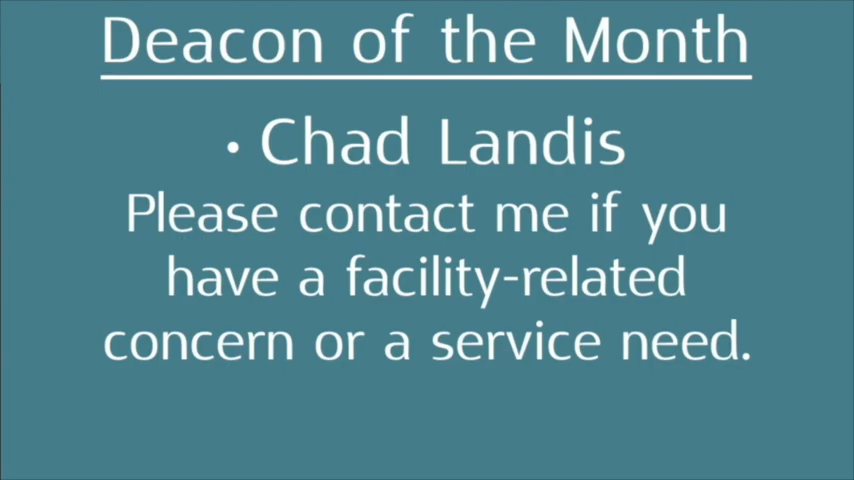 Deacon of the Month
• Chad Landis
Please contact me if you
have a facility-related
concern or a service need.